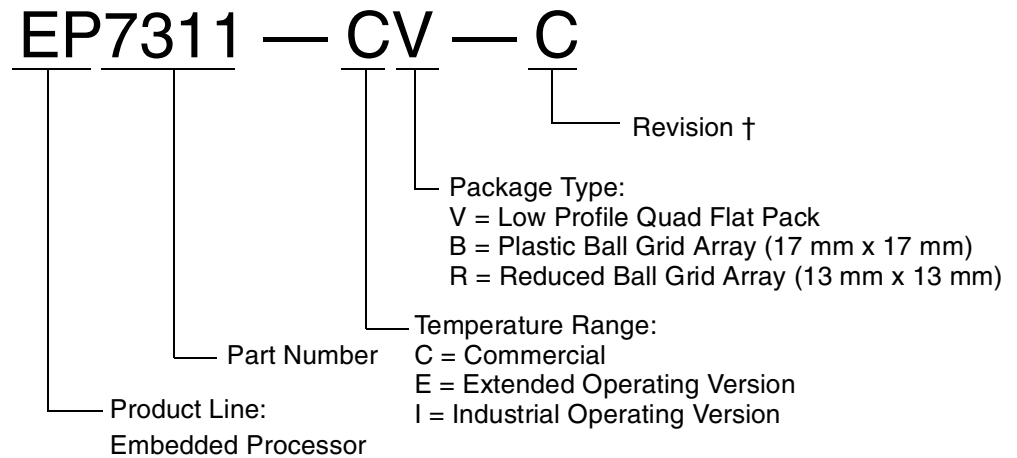 EP7311 — CV — C
Revision †
Package Type:
V = Low Profile Quad Flat Pack
B = Plastic Ball Grid Array (17 mm x 17 mm)
R = Reduced Ball Grid Array (13 mm x 13 mm)
Temperature Range:
C = Commercial
E = Extended Operating Version
I = Industrial Operating Version
Part Number
Product Line:
Embedded Processor